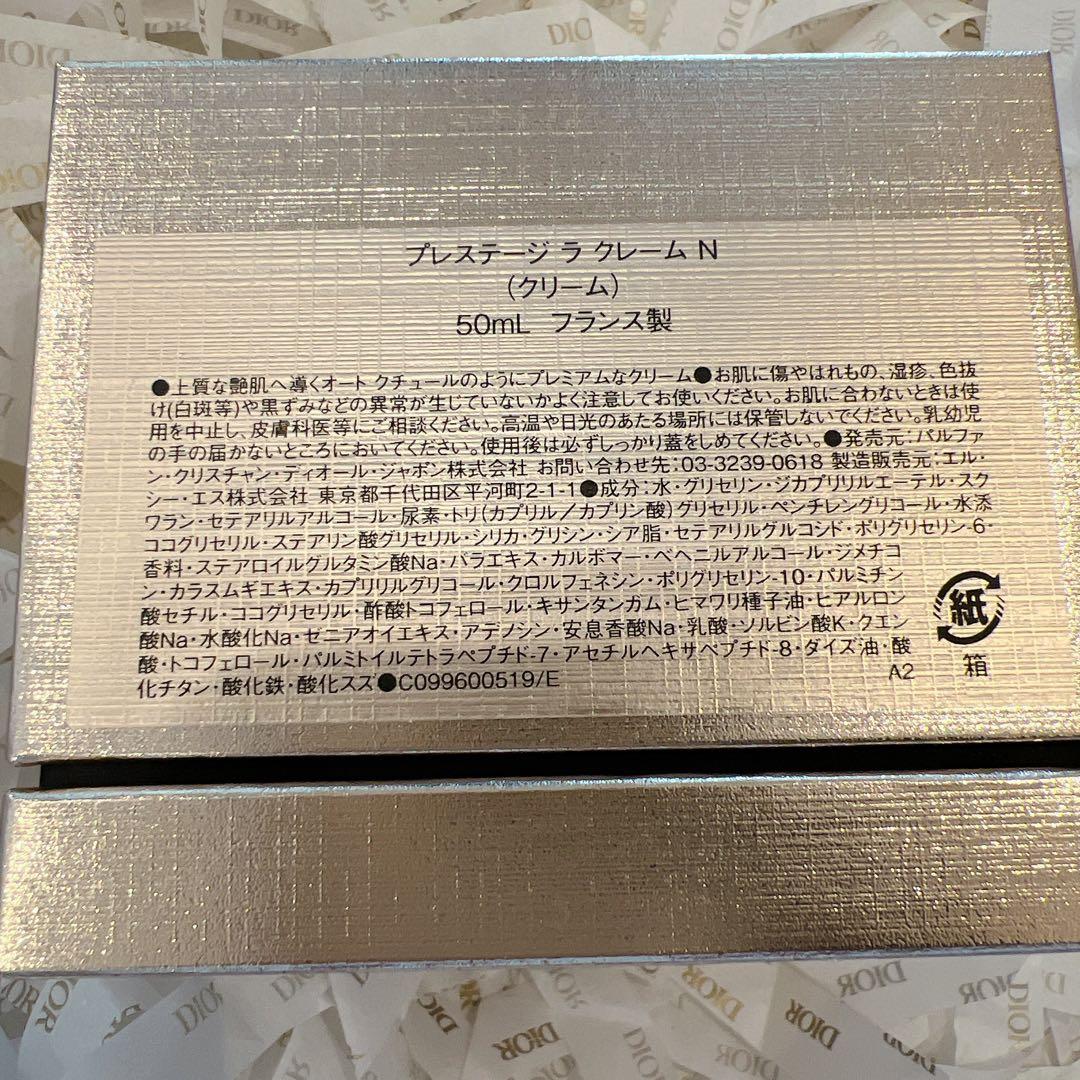 DIOR
DIOR
DIOR
DIOR
プレステージ ラ クレーム N
(クリーム)
50mL フランス製
●上質な艶肌へ導くオート クチュールのようにプレミアムなクリーム●お肌に傷やはれもの、湿疹、色抜
け(白斑等)や黒ずみなどの異常が生じていないかよく注意してお使いください。お肌に合わないときは使
用を中止し、皮膚科医等にご相談ください。高温や日光のあたる場所には保管しないでください。乳幼児
の手の届かないところにおいてください。使用後は必ずしっかり蓋をしめてください。●発売元:パルファ
ン・クリスチャン・ディオール・ジャポン株式会社 お問い合わせ先:03-3239-0618 製造販売元:エル・
シー・エス株式会社 東京都千代田区平河町2-1-1●成分:水・グリセリン・ジカプリリルエーテル・スク
ワラン・セテアリルアルコール・尿素・トリ(カプリル/カプリン酸)グリセリル・ペンチレングリコール・水添
ココグリセリル・ステアリン酸グリセリル・シリカ・グリシン・シア脂・セテアリルグルコシド・ポリグリセリン-6・
香料・ステアロイルグルタミン酸Na・バラエキス・カルボマー・ベヘニルアルコール・ジメチコ
ン・カラスムギエキス・カプリリルグリコール・クロルフェネシン・ポリグリセリン-10・パルミチン
酸セチル・ココグリセリル・酢酸トコフェロール・キサンタンガム・ヒマワリ種子油・ヒアルロン
酸Na・水酸化Na・ゼニアオイエキス・アデノシン・安息香酸Na・乳酸・ソルビン酸K・クエン
酸・トコフェロール・パルミトイルテトラペプチド-7・アセチルヘキサペプチド-8・ダイズ油・酸
化チタン・酸化鉄・酸化スズ●C099600519/E
A2
紙
箱
DIOR
DIOR
DIOR
DIOR
DIOR